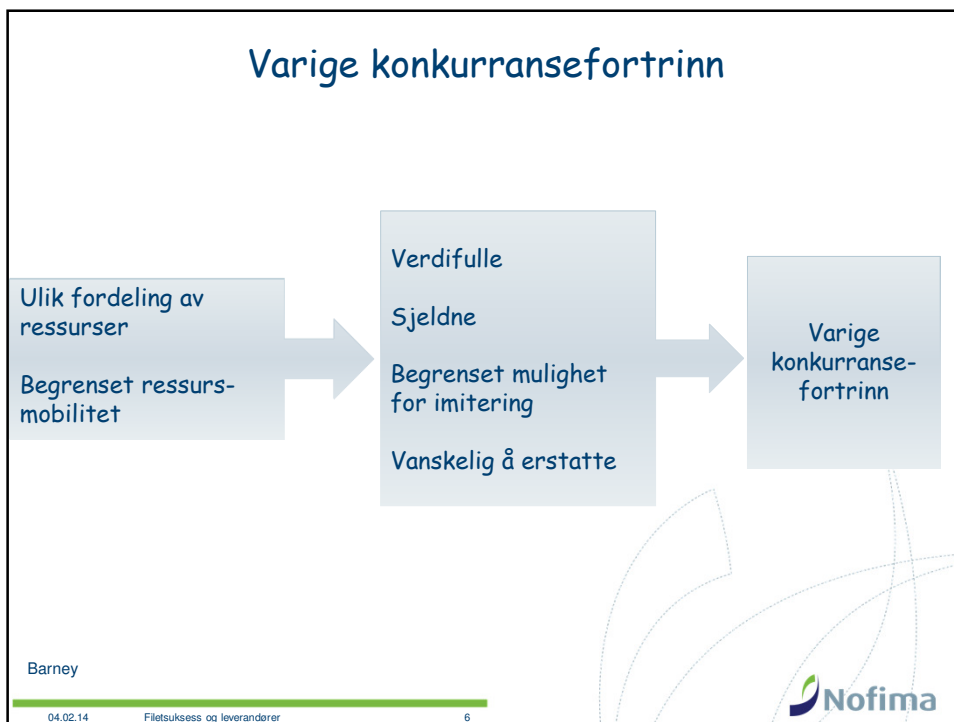 Varige konkurransefortrinn
Ulik fordeling av
ressurser
Begrenset ressurs-
mobilitet
Verdifulle
Sjeldne
Begrenset mulighet
for imitering
Vanskelig å erstatte
Varige
konkurranse-
fortrinn
Barney
04.02.14 Filetsuksess og leverandører 6
Nofima